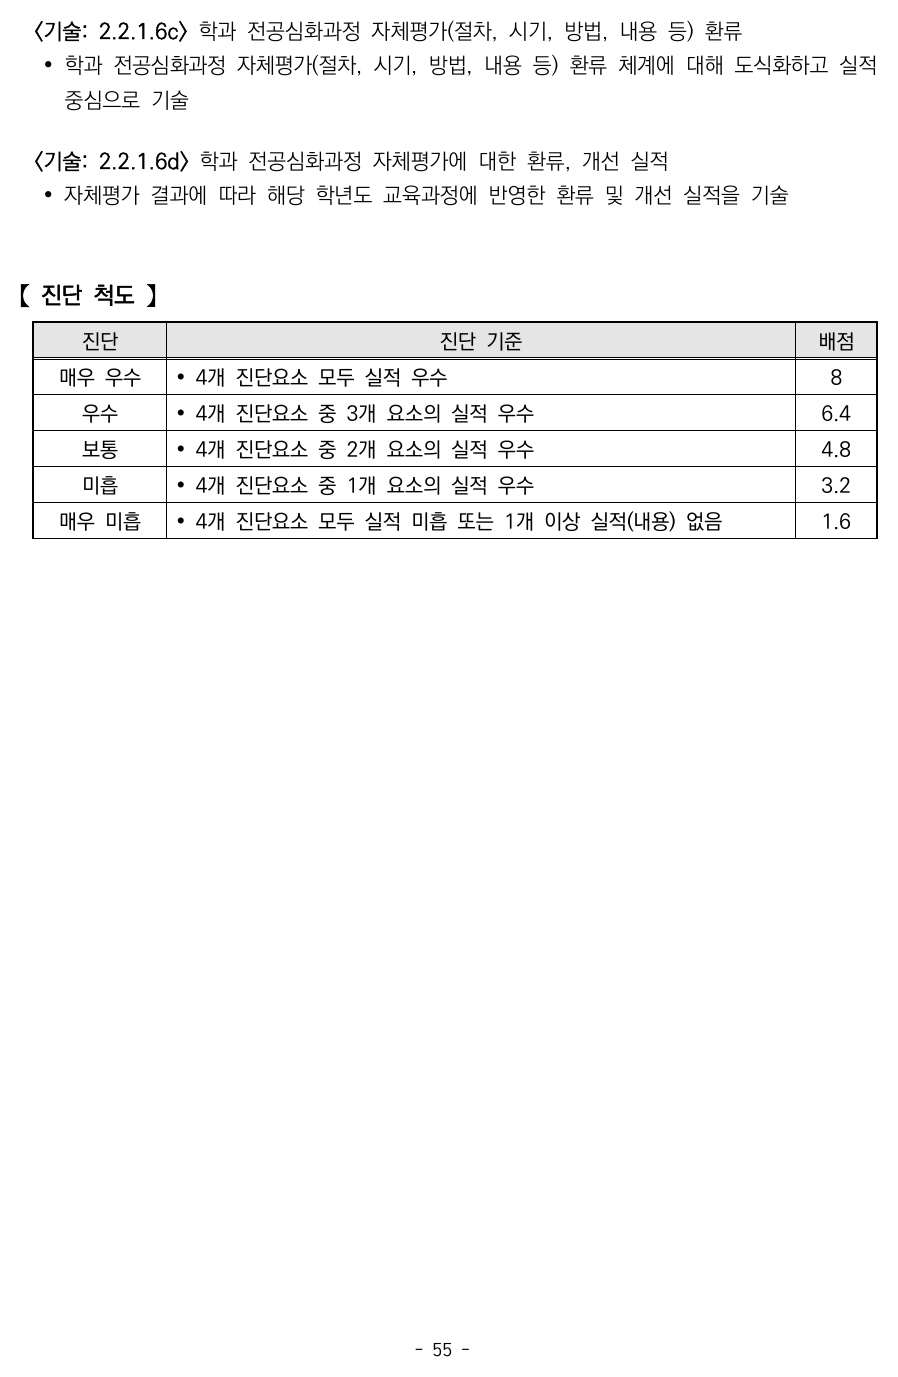 <기술: 2.2.1.6c> 학과 전공심화과정 자체평가(절차, 시기, 방법, 내용 등) 환류
• 학과 전공심화과정 자체평가(절차, 시기, 방법, 내용 등) 환류 체계에 대해 도식화하고 실적
중심으로 기술
<기술: 2.2.1.6d> 학과 전공심화과정 자체평가에 대한 환류, 개선 실적
• 자체평가 결과에 따라 해당 학년도 교육과정에 반영한 환류 및 개선 실적을 기술
【 진단 척도 】
진단 진단 기준 배점
매우 우수 • 4개 진단요소 모두 실적 우수 8
우수 • 4개 진단요소 중 3개 요소의 실적 우수 6.4
보통 • 4개 진단요소 중 2개 요소의 실적 우수 4.8
미흡 • 4개 진단요소 중 1개 요소의 실적 우수 3.2
매우 미흡 • 4개 진단요소 모두 실적 미흡 또는 1개 이상 실적(내용) 없음 1.6
- 55 -